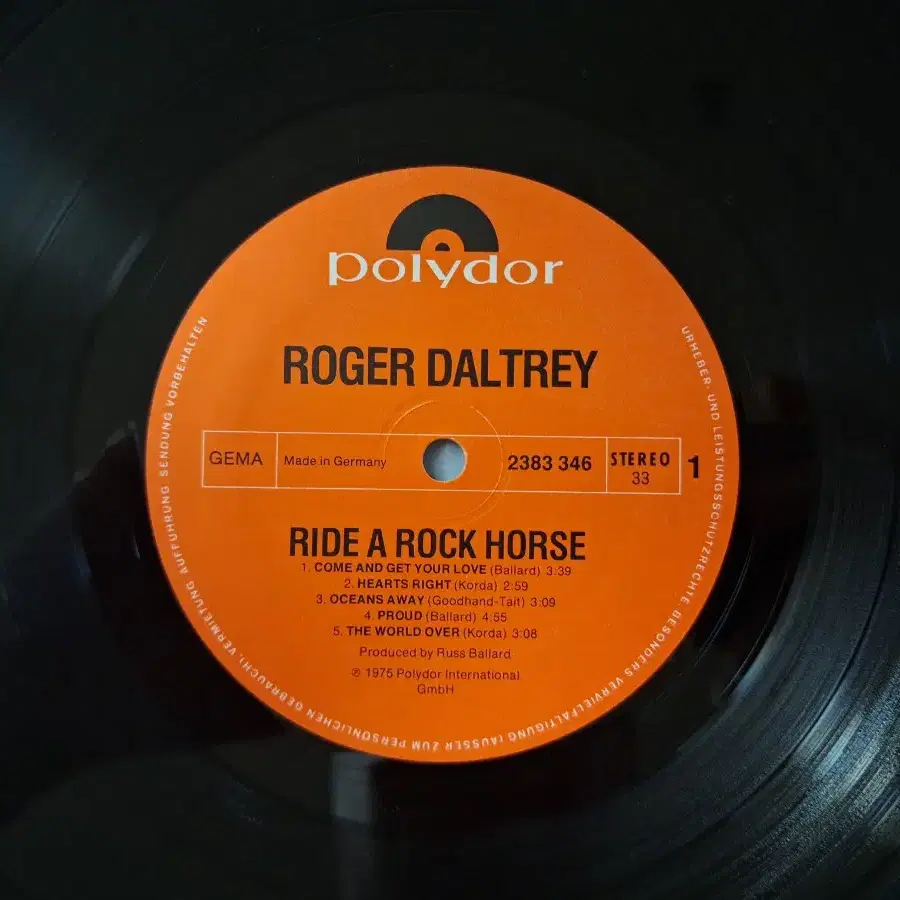 polydor
ROGER DALTREY
GEMA
Made in Germany
2383 346
STEREO
33
1
RIDE A ROCK HORSE
1. COME AND GET YOUR LOVE (Ballard) 3:39
2. HEARTS RIGHT (Korda) 2:59
3. OCEANS AWAY (Goodhand-Tait) 3:09
4. PROUD (Ballard) 4:55
5. THE WORLD OVER (Korda) 3:08
Produced by Russ Ballard
℗ 1975 Polydor International
GmbH
URHEBER- UND LEISTUNGSSCHUTZRECHTE BESONDERS VERVIELFÄLTIGUNG (AUSSER ZUM PERSÖNLICHEN GEBRAUCH), VERMIETUNG AUFFÜHRUNG SENDUNG VORBEHALTEN